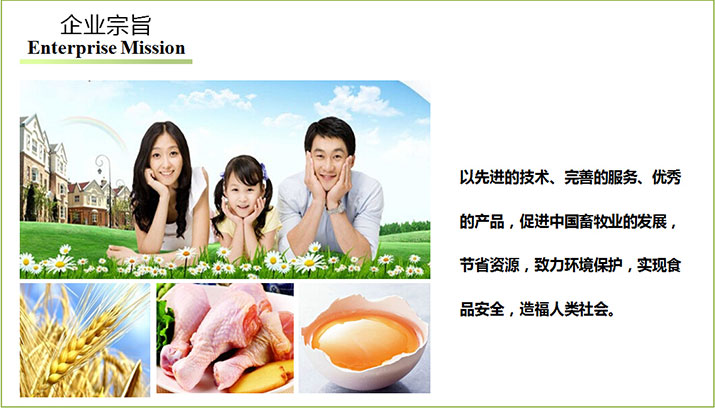 企业宗旨
Enterprise Mission
以先进的技术、完善的服务、优秀
的产品，促进中国畜牧业的发展，
节省资源，致力环境保护，实现食
品安全，造福人类社会。